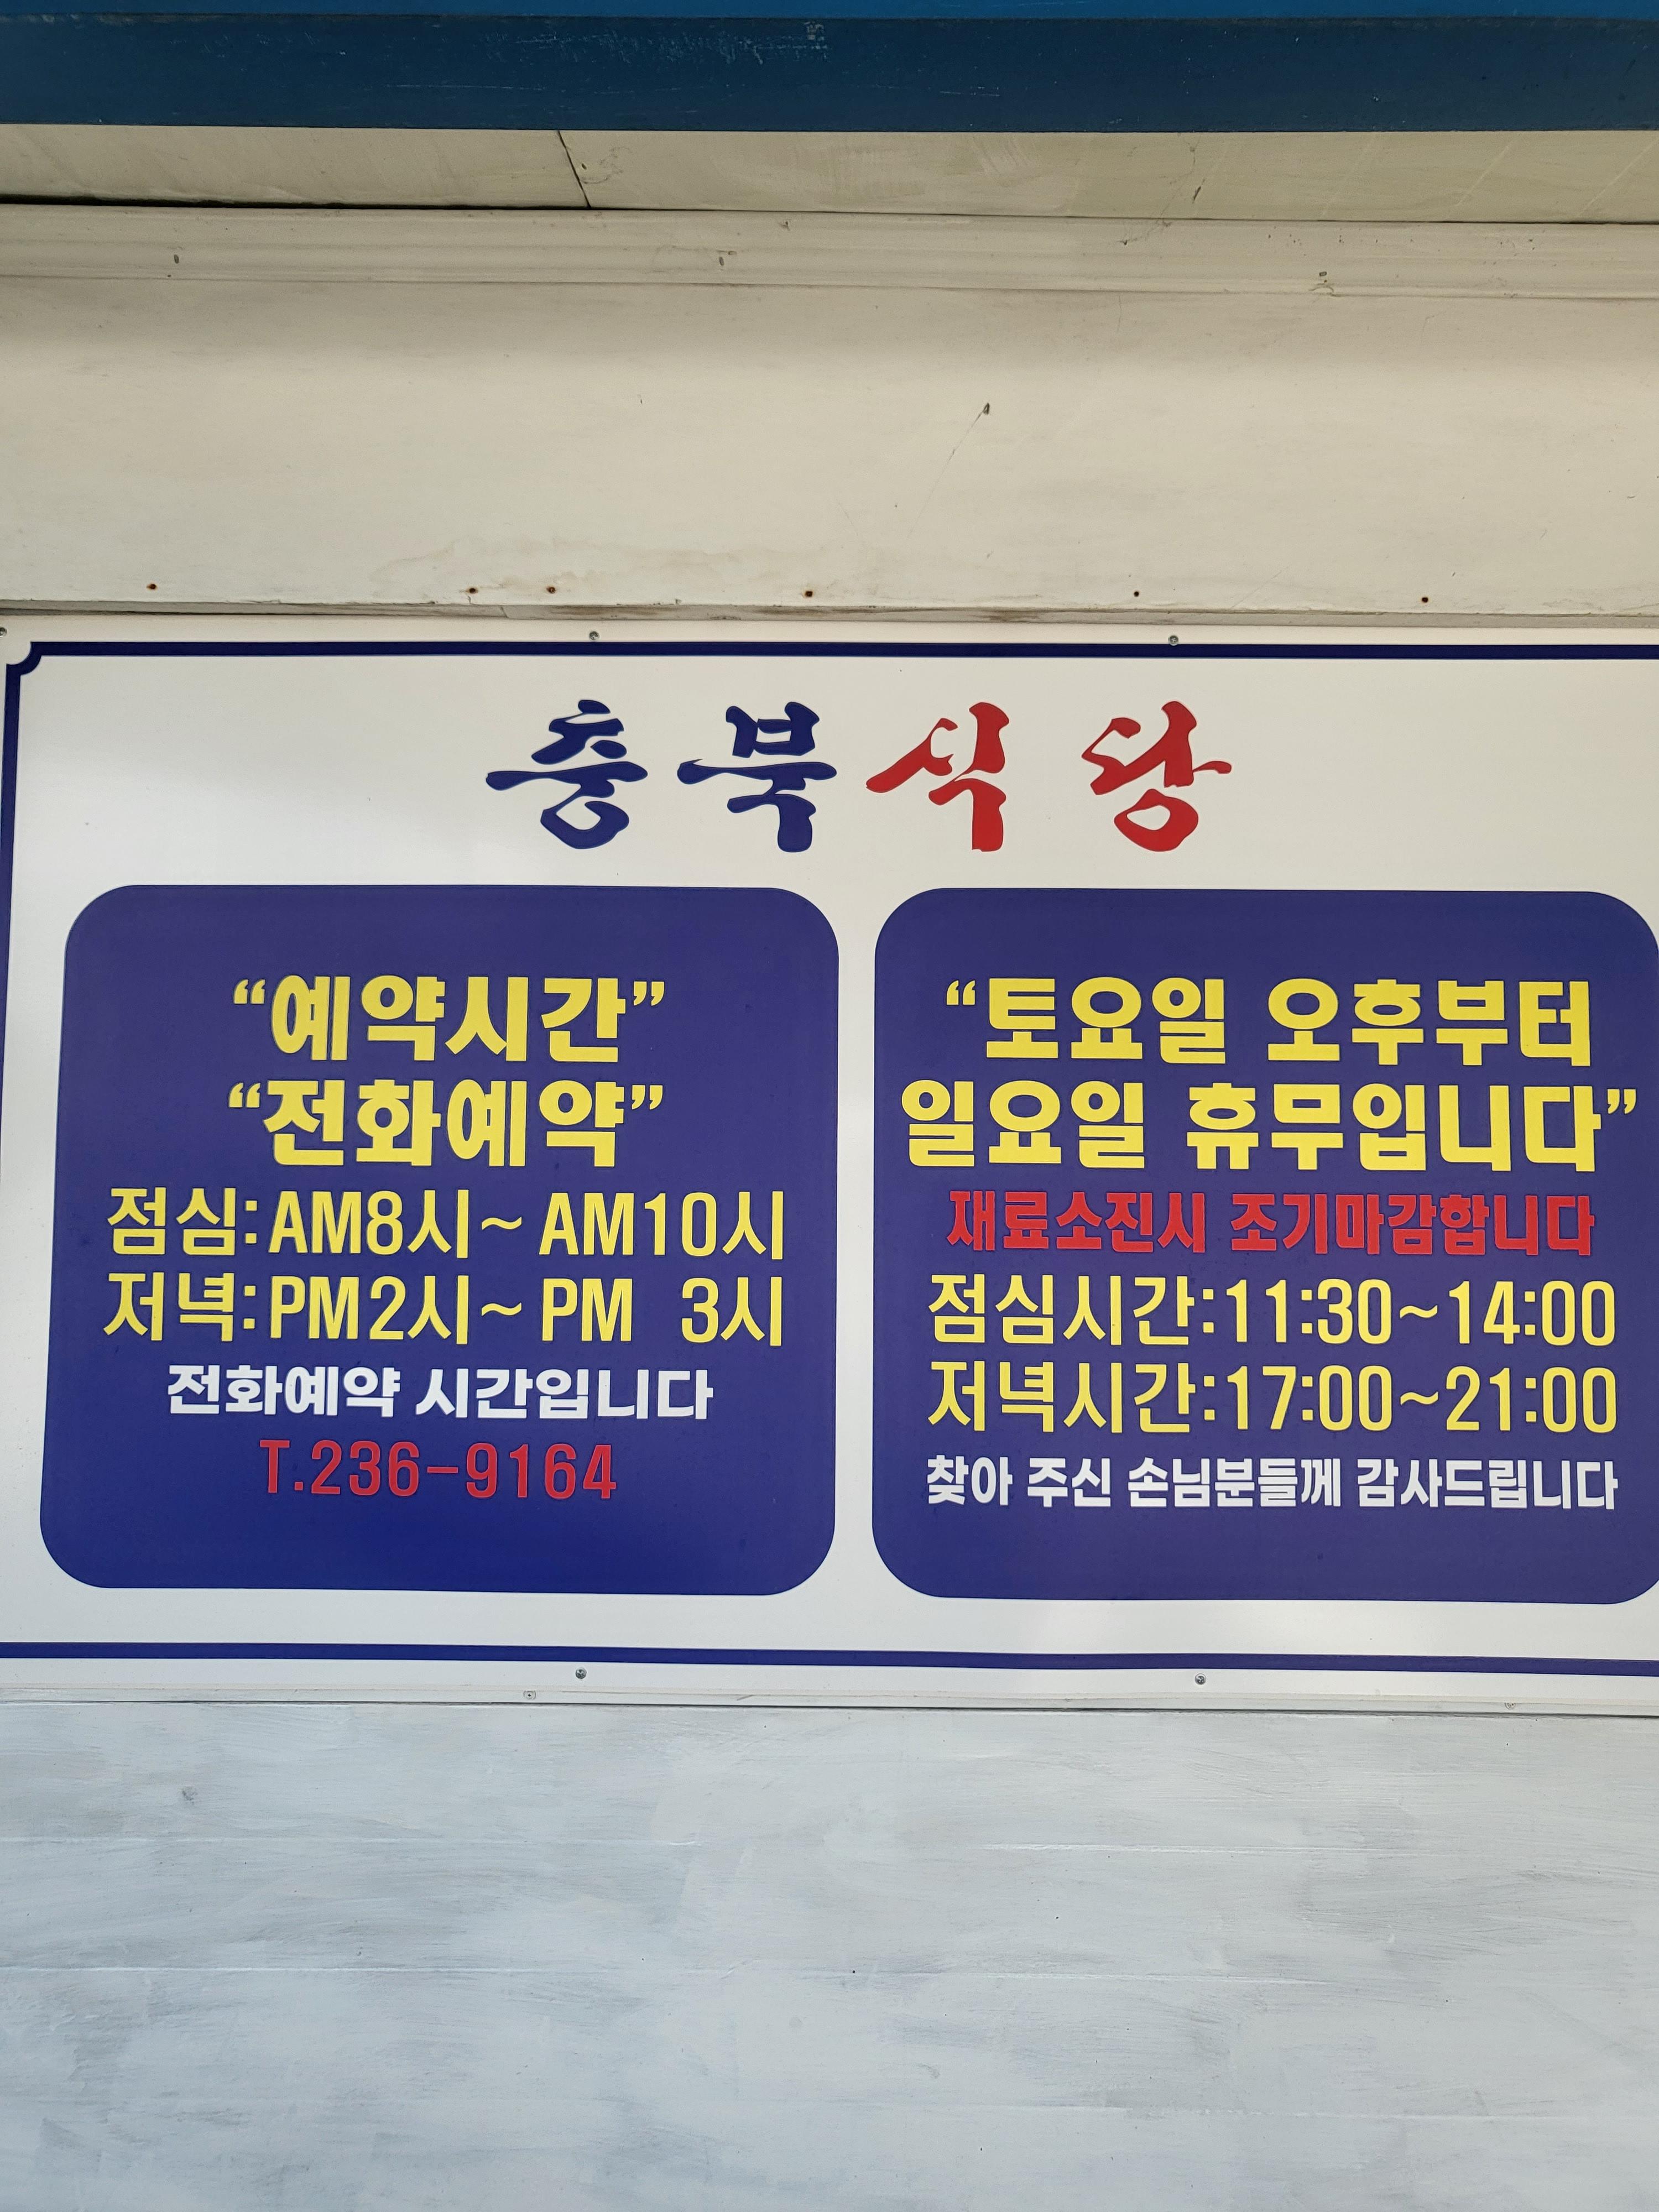 충북식당
“예약시간”
“전화예약”
점심:AM8시~AM10시
저녁:PM2시~PM 3시
전화예약 시간입니다
T.236-9164
“토요일 오후부터
일요일 휴무입니다”
재료소진시 조기마감합니다
점심시간:11:30~14:00
저녁시간:17:00~21:00
찾아 주신 손님분들께 감사드립니다